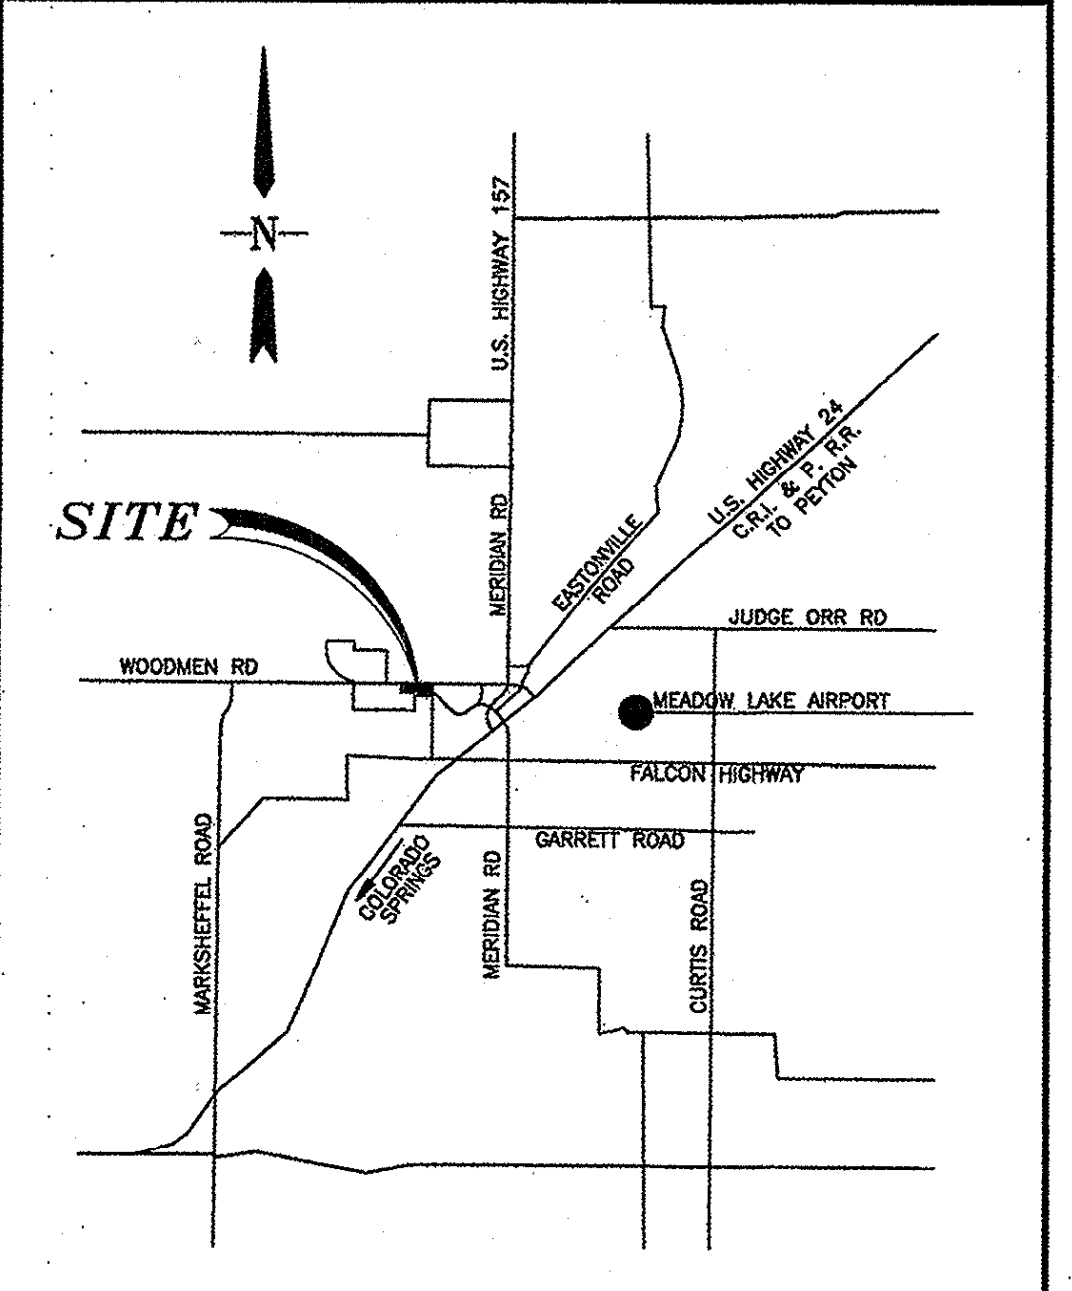 N
U.S. HIGHWAY 157
U.S. HIGHWAY 24
C.R.I. & P. R.R.
TO PEYTON
SITE
MERIDIAN RD
EASTONVILLE
ROAD
JUDGE ORR RD
WOODMEN RD
MEADOW LAKE AIRPORT
FALCON HIGHWAY
GARRETT ROAD
COLORADO
SPRINGS
MARKSHEFFEL ROAD
MERIDIAN RD
CURTIS ROAD